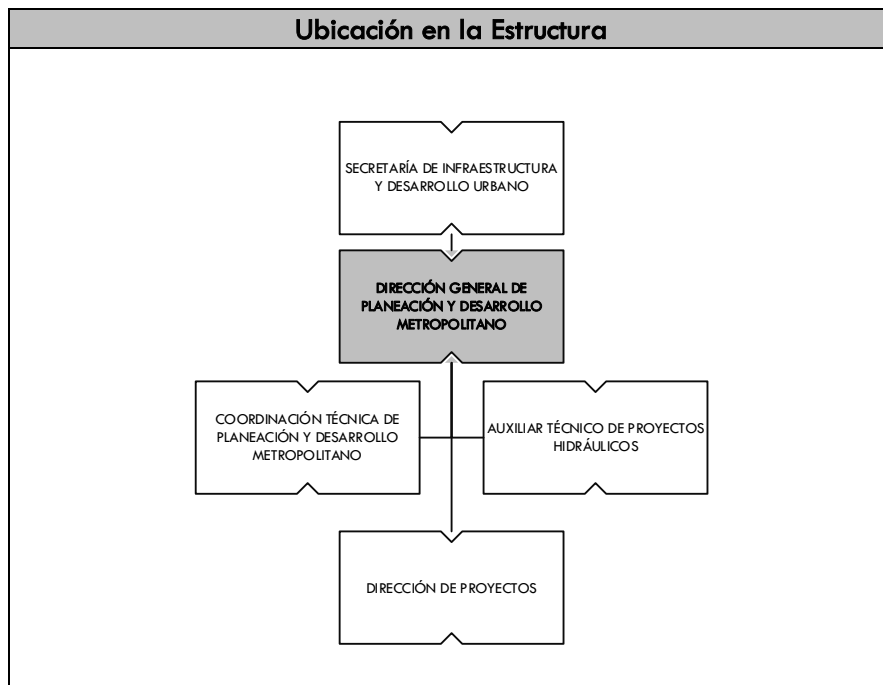 Ubicación en la Estructura
SECRETARÍA DE INFRAESTRUCTURA
Y DESARROLLO URBANO
DIRECCIÓN GENERAL DE
PLANEACIÓN Y DESARROLLO
METROPOLITANO
COORDINACIÓN TÉCNICA DE
PLANEACIÓN Y DESARROLLO
METROPOLITANO
AUXILIAR TÉCNICO DE PROYECTOS
HIDRÁULICOS
DIRECCIÓN DE PROYECTOS